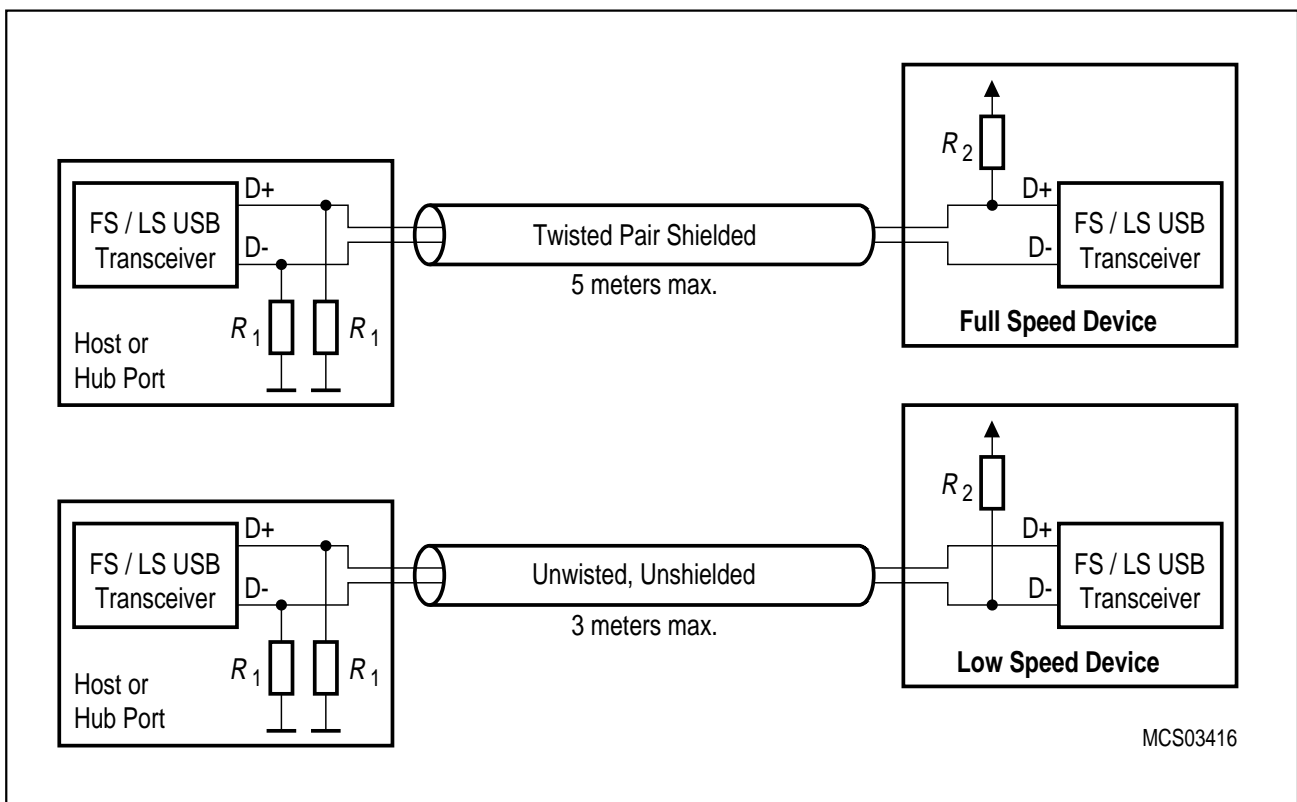 D+
FS / LS USB
Transceiver
D-
R1
R1
Host or
Hub Port
Twisted Pair Shielded
5 meters max.
R2
D+
FS / LS USB
Transceiver
D-
Full Speed Device
D+
FS / LS USB
Transceiver
D-
R1
R1
Host or
Hub Port
Unwisted, Unshielded
3 meters max.
R2
D+
FS / LS USB
Transceiver
D-
Low Speed Device
MCS03416